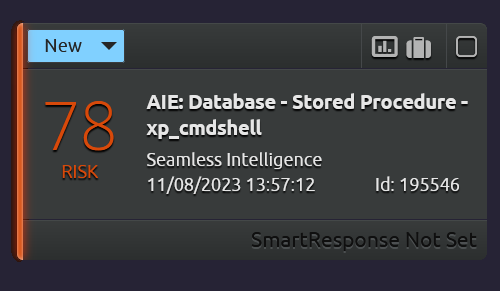 New
78
RISK
AIE: Database - Stored Procedure -
xp_cmdshell
Seamless Intelligence
11/08/2023 13:57:12 Id: 195546
SmartResponse Not Set